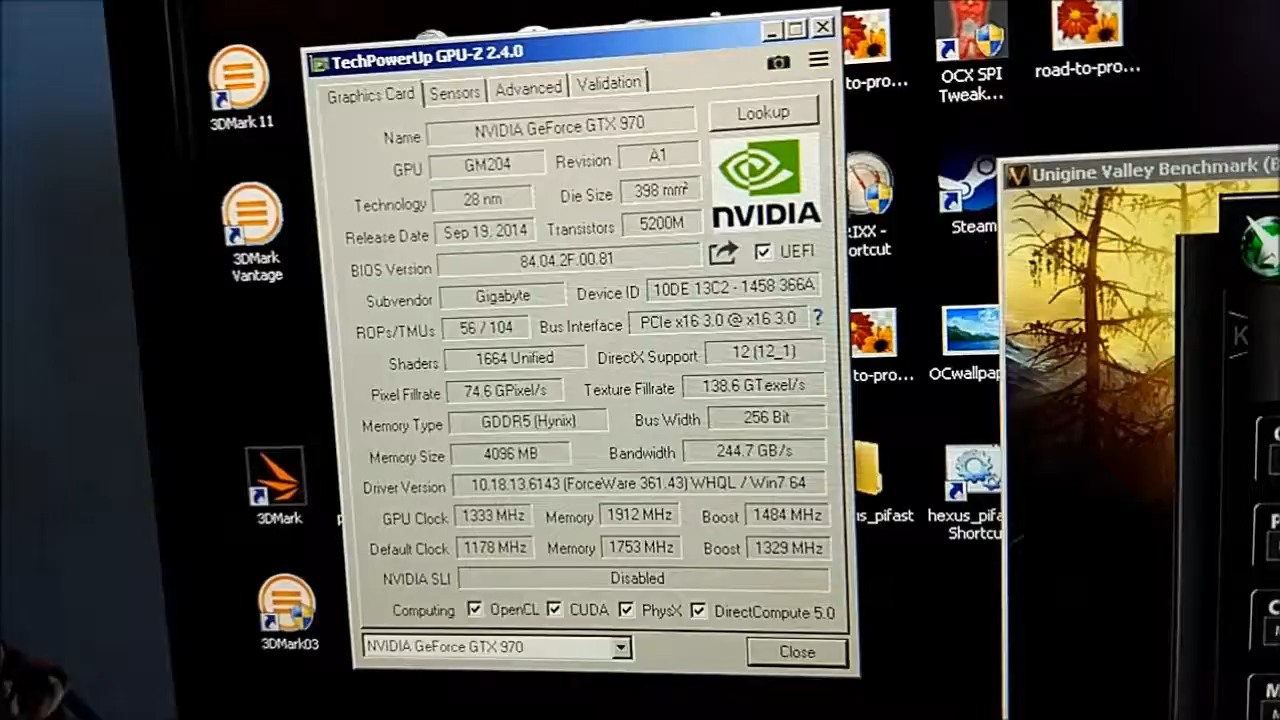 TechPowerUp GPU-Z 2.4.0
Graphics Card
Sensors
Advanced
Validation
Name
NVIDIA GeForce GTX 970
Lookup
GPU
GM204
Revision
A1
Technology
28 nm
Die Size
398 mm²
Release Date
Sep 19, 2014
Transistors
5200M
NVIDIA
BIOS Version
84.04.2F.00.81
UEFI
Subvendor
Gigabyte
Device ID
10DE 13C2 - 1458 366A
ROPs/TMUs
56 / 104
Bus Interface
PCIe x16 3.0 @ x16 3.0
?
Shaders
1664 Unified
DirectX Support
12 (12_1)
Pixel Fillrate
74.6 GPixel/s
Texture Fillrate
138.6 GTexel/s
Memory Type
GDDR5 (Hynix)
Bus Width
256 Bit
Memory Size
4096 MB
Bandwidth
244.7 GB/s
Driver Version
10.18.13.6143 (ForceWare 361.43) WHQL / Win7 64
GPU Clock
1333 MHz
Memory
1912 MHz
Boost
1484 MHz
Default Clock
1178 MHz
Memory
1753 MHz
Boost
1329 MHz
NVIDIA SLI
Disabled
Computing
OpenCL
CUDA
PhysX
DirectCompute 5.0
NVIDIA GeForce GTX 970
Close
3DMark 11
3DMark
Vantage
3DMark
3DMark03
to-pro...
OCX SPI
Tweak...
road-to-pro...
Steam
to-pro...
OCwallpap
us_pifast
hexus_pifa
Shortcu
Unigine Valley Benchmark (
K